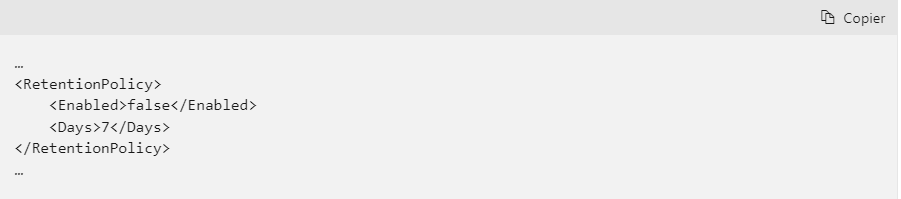 Copier
…
<RetentionPolicy>
    <Enabled>false</Enabled>
    <Days>7</Days>
</RetentionPolicy>
…